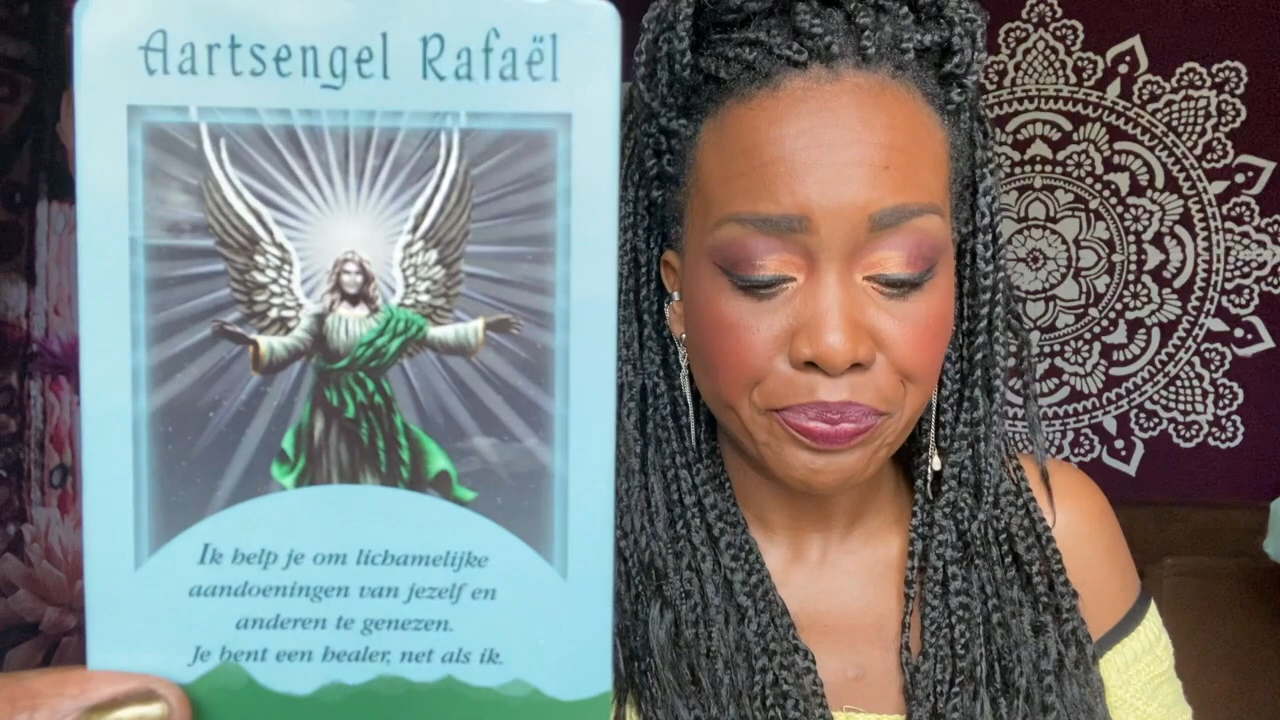 Aartsengel Rafaël
Ik help je om lichamelijke
aandoeningen van jezelf en
anderen te genezen.
Je bent een healer, net als ik.